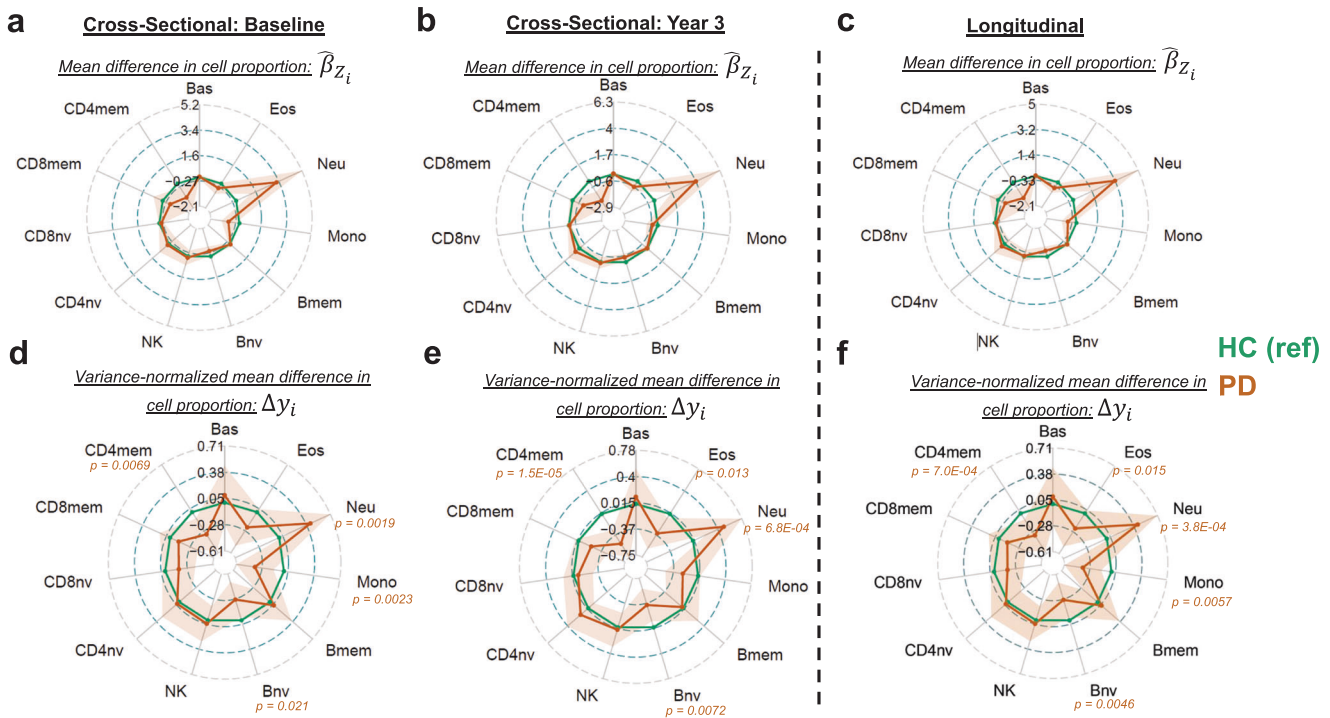 a
Cross-Sectional: Baseline
Mean difference in cell proportion: β̂_{Z_i}
Bas
Eos
Neu
Mono
Bmem
Bnv
NK
CD4nv
CD8nv
CD8mem
CD4mem
5.2
3.4
1.6
−0.27
−2.1
b
Cross-Sectional: Year 3
Mean difference in cell proportion: β̂_{Z_i}
Bas
Eos
Neu
Mono
Bmem
Bnv
NK
CD4nv
CD8nv
CD8mem
CD4mem
6.3
4
1.7
−0.6
−2.9
c
Longitudinal
Mean difference in cell proportion: β̂_{Z_i}
Bas
Eos
Neu
Mono
Bmem
Bnv
NK
CD4nv
CD8nv
CD8mem
CD4mem
5
3.2
1.4
−0.33
−2.1
HC (ref)
PD
d
Variance-normalized mean difference in
cell proportion: Δy_i
Bas
Eos
Neu
p = 0.0019
Mono
p = 0.0023
Bmem
Bnv
p = 0.021
NK
CD4nv
CD8nv
CD8mem
CD4mem
p = 0.0069
0.71
0.38
0.05
−0.28
−0.61
e
Variance-normalized mean difference in
cell proportion: Δy_i
Bas
Eos
p = 0.013
Neu
p = 6.8E-04
Mono
Bmem
Bnv
p = 0.0072
NK
CD4nv
CD8nv
CD8mem
CD4mem
p = 1.5E-05
0.78
0.4
0.015
−0.37
−0.75
f
Variance-normalized mean difference in
cell proportion: Δy_i
Bas
Eos
p = 0.015
Neu
p = 3.8E-04
Mono
p = 0.0057
Bmem
Bnv
p = 0.0046
NK
CD4nv
CD8nv
CD8mem
CD4mem
p = 7.0E-04
0.71
0.38
0.05
−0.28
−0.61